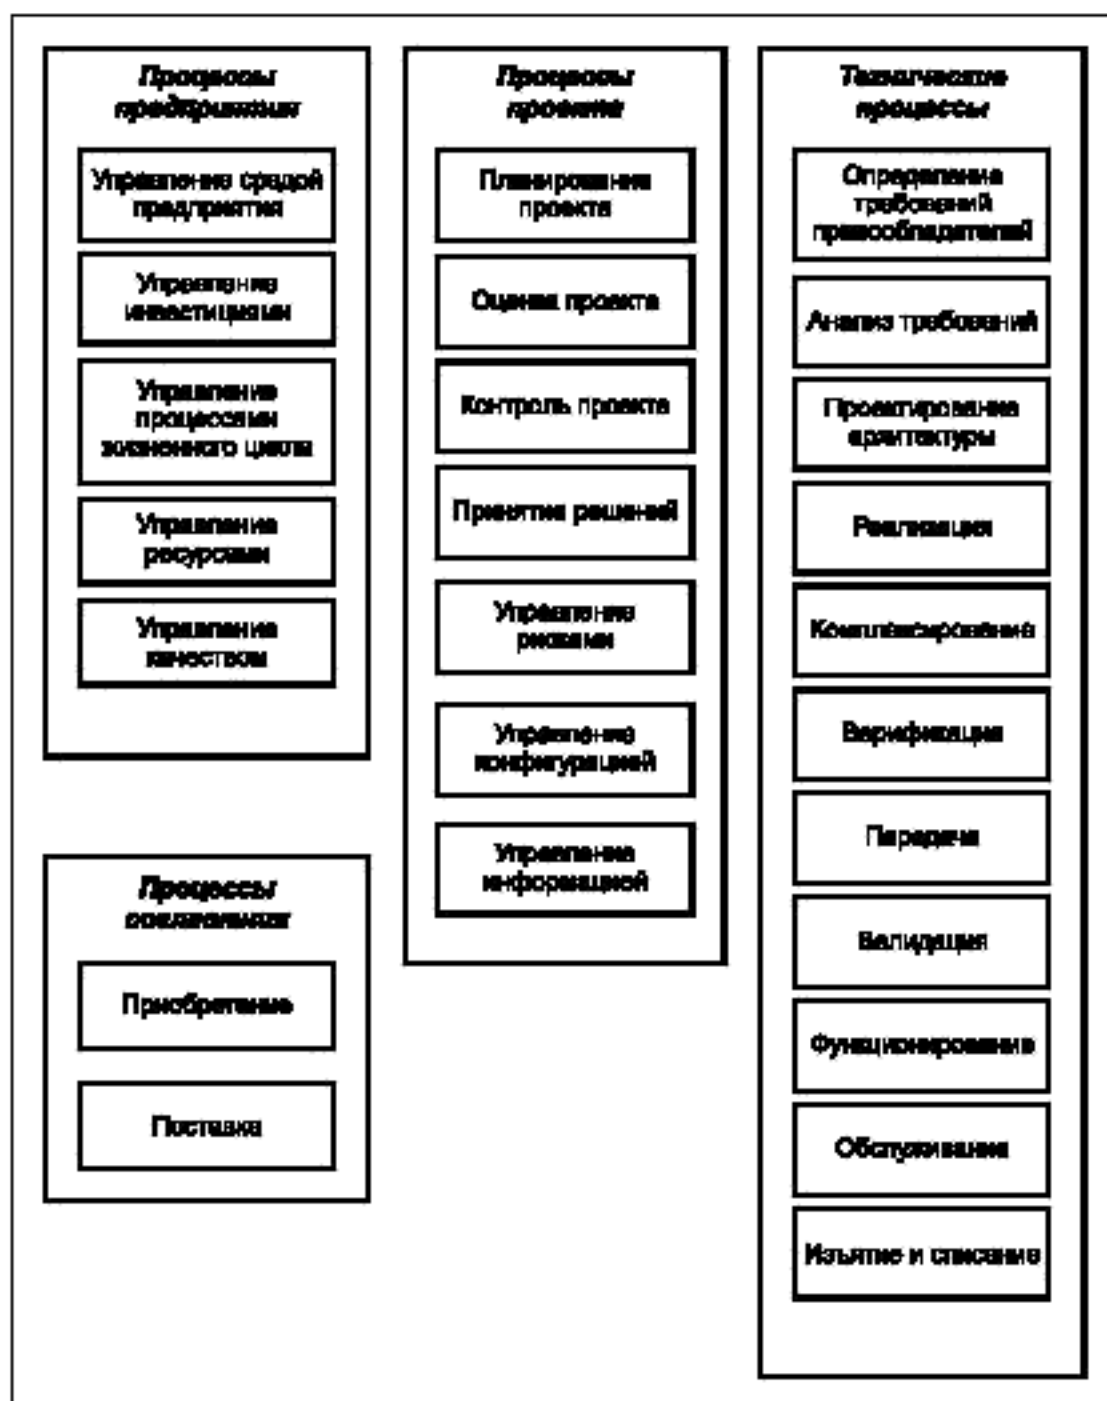 Процессы
предприятия
Управление средой
предприятия
Управление
инвестициями
Управление
процессами
жизненного цикла
Управление
ресурсами
Управление
качеством
Процессы
соглашения
Приобретение
Поставка
Процессы
проекта
Планирование
проекта
Оценка проекта
Контроль проекта
Принятие решений
Управление
рисками
Управление
конфигурацией
Управление
информацией
Технические
процессы
Определение
требований
правообладателей
Анализ требований
Проектирование
архитектуры
Реализация
Комплексирование
Верификация
Передача
Валидация
Функционирование
Обслуживание
Изъятие и списание